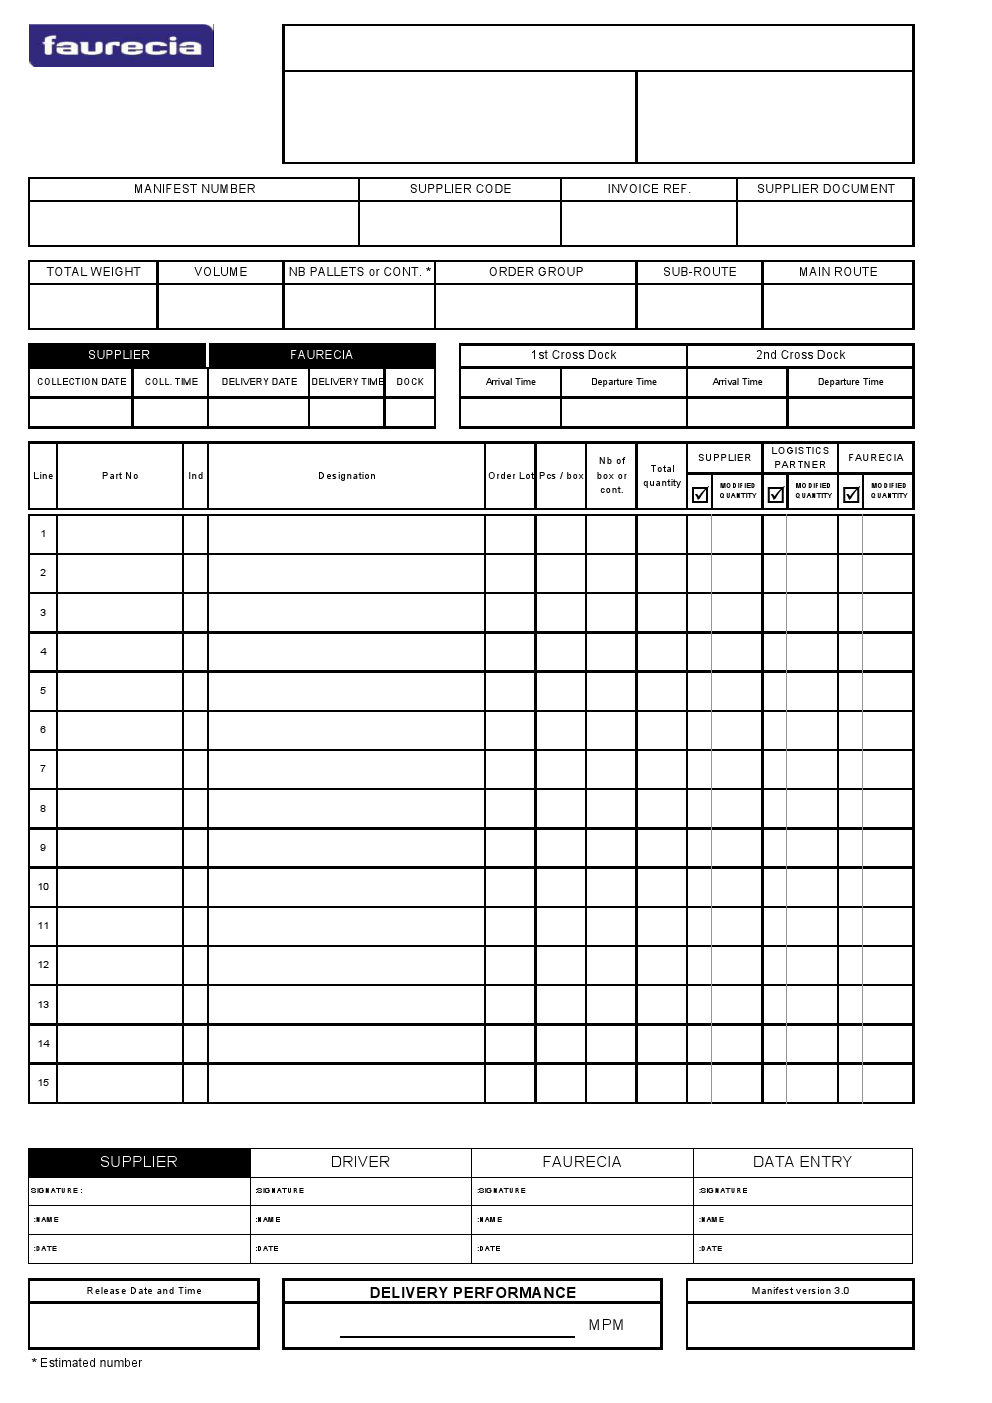 faurecia
MANIFEST NUMBER SUPPLIER CODE INVOICE REF. SUPPLIER DOCUMENT
TOTAL WEIGHT VOLUME NB PALLETS or CONT. * ORDER GROUP SUB-ROUTE MAIN ROUTE
SUPPLIER FAURECIA 1st Cross Dock 2nd Cross Dock
COLLECTION DATE COLL. TIME DELIVERY DATE DELIVERY TIME DOCK Arrival Time Departure Time Arrival Time Departure Time
Line Part No Ind Designation Order Lot Pcs / box Nb of box or cont. Total quantity SUPPLIER LOGISTICS PARTNER FAURECIA
MODIFIED QUANTITY MODIFIED QUANTITY MODIFIED QUANTITY
1
2
3
4
5
6
7
8
9
10
11
12
13
14
15
SUPPLIER DRIVER FAURECIA DATA ENTRY
SIGNATURE : :SIGNATURE :SIGNATURE :SIGNATURE
:NAME :NAME :NAME :NAME
:DATE :DATE :DATE :DATE
Release Date and Time DELIVERY PERFORMANCE Manifest version 3.0
MPM
* Estimated number